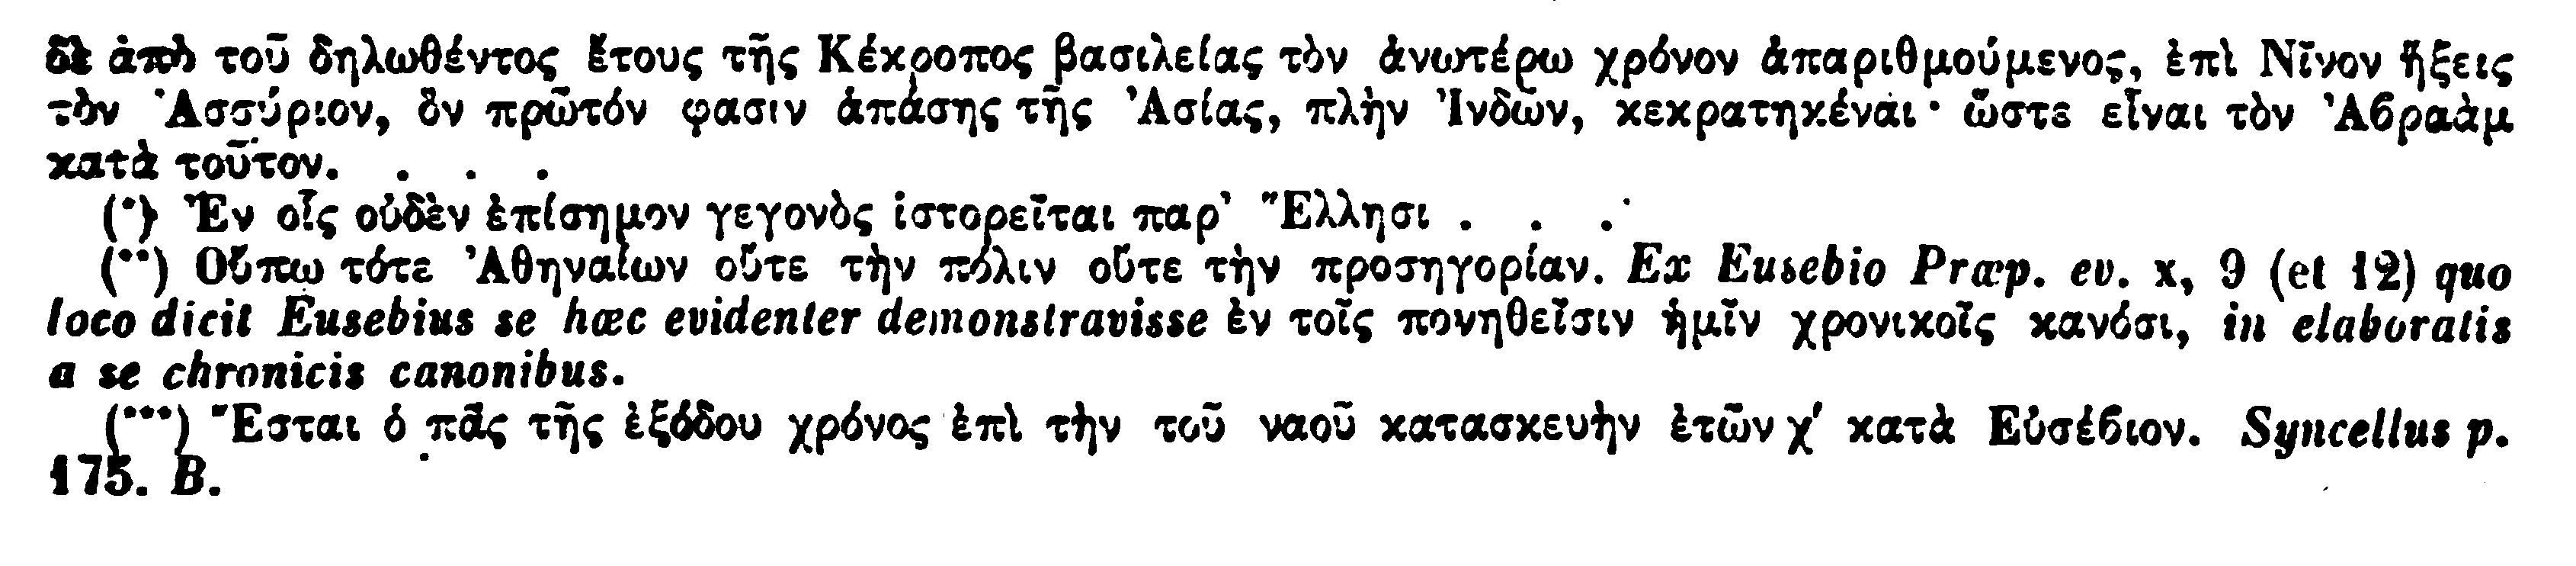 δὲ ἀπὸ τοῦ δηλωθέντος ἔτους τῆς Κέκροπος βασιλείας τὸν ἀνωτέρω χρόνον ἀπαριθμούμενος, ἐπὶ Νῖνον ἥξεις
τὸν Ἀσσύριον, ὃν πρῶτόν φασιν ἁπάσης τῆς Ἀσίας, πλὴν Ἰνδῶν, κεκρατηκέναι· ὥστε εἶναι τὸν Ἀϐραὰμ
κατὰ τοῦτον. . . .
(*) Ἐν οἷς οὐδὲν ἐπίσημον γεγονὸς ἱστορεῖται παρ’ Ἕλλησι . . .
(**) Οὔπω τότε Ἀθηναίων οὔτε τὴν πόλιν οὔτε τὴν προσηγορίαν. Ex Eusebio Præp. ev. x, 9 (et 12) quo
loco dicit Eusebius se hæc evidenter demonstravisse ἐν τοῖς πονηθεῖσιν ἡμῖν χρονικοῖς κανόσι, in elaboratis
a se chronicis canonibus.
(***) Ἔσται ὁ πᾶς τῆς ἐξόδου χρόνος ἐπὶ τὴν τοῦ ναοῦ κατασκευὴν ἐτῶν χ′ κατὰ Εὐσέϐιον. Syncellus p.
175. B.